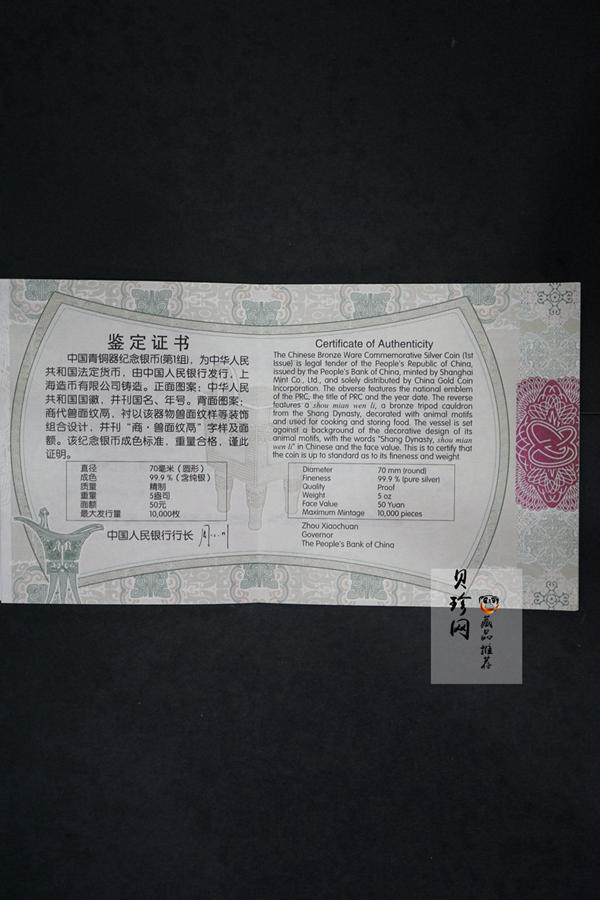 鉴定证书
中国青铜器纪念银币(第1组)，为中华人民
共和国法定货币，由中国人民银行发行，上
海造币有限公司铸造。正面图案：中华人民
共和国国徽，并刊国名、年号。背面图案：
商代兽面纹鬲，衬以该器物兽面纹样等装饰
组合设计，并刊“商·兽面纹鬲”字样及面
额。该纪念银币成色标准，重量合格，谨此
证明。
直径 70毫米（圆形）
成色 99.9％（含纯银）
质量 精制
重量 5盎司
面额 50元
最大发行量 10,000枚
中国人民银行行长
Certificate of Authenticity
The Chinese Bronze Ware Commemorative Silver Coin (1st
Issue) is legal tender of the People's Republic of China,
issued by the People's Bank of China, minted by Shanghai
Mint Co., Ltd., and solely distributed by China Gold Coin
Incorporation. The obverse features the national emblem
of the PRC, the title of PRC and the year date. The reverse
features a shou mian wen li, a bronze tripod cauldron
from the Shang Dynasty, decorated with animal motifs
and used for cooking and storing food. The vessel is set
against a background of the decorative design of its
animal motifs, with the words "Shang Dynasty, shou mian
wen li" in Chinese and the face value. This is to certify that
the coin is up to standard as to its fineness and weight.
Diameter 70 mm (round)
Fineness 99.9 % (pure silver)
Quality Proof
Weight 5 oz
Face Value 50 Yuan
Maximum Mintage 10,000 pieces
Zhou Xiaochuan
Governor
The People's Bank of China
贝珍网
藏品推荐